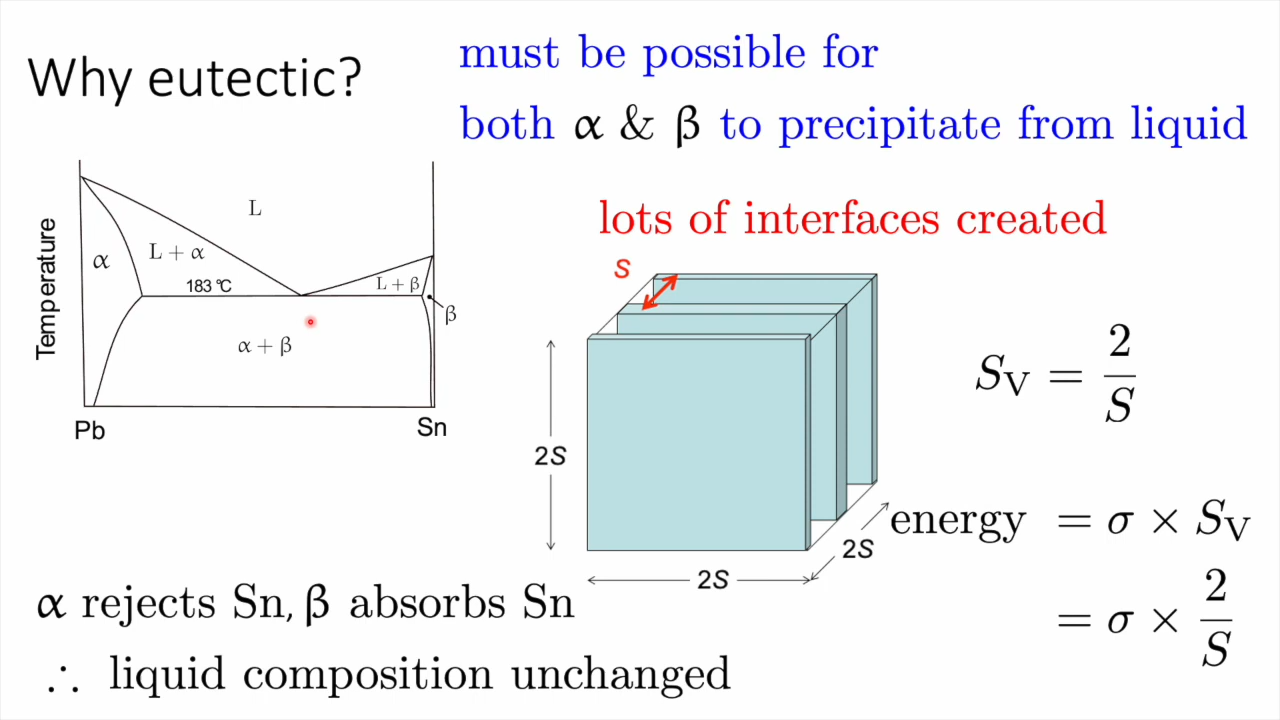 Why eutectic?
must be possible for
both α & β to precipitate from liquid
lots of interfaces created
Temperature
L
α
L + α
183 °C
L + β
β
α + β
Pb
Sn
S
2S
2S
2S
S_V = 2/S
energy = σ × S_V
= σ × 2/S
α rejects Sn, β absorbs Sn
∴ liquid composition unchanged